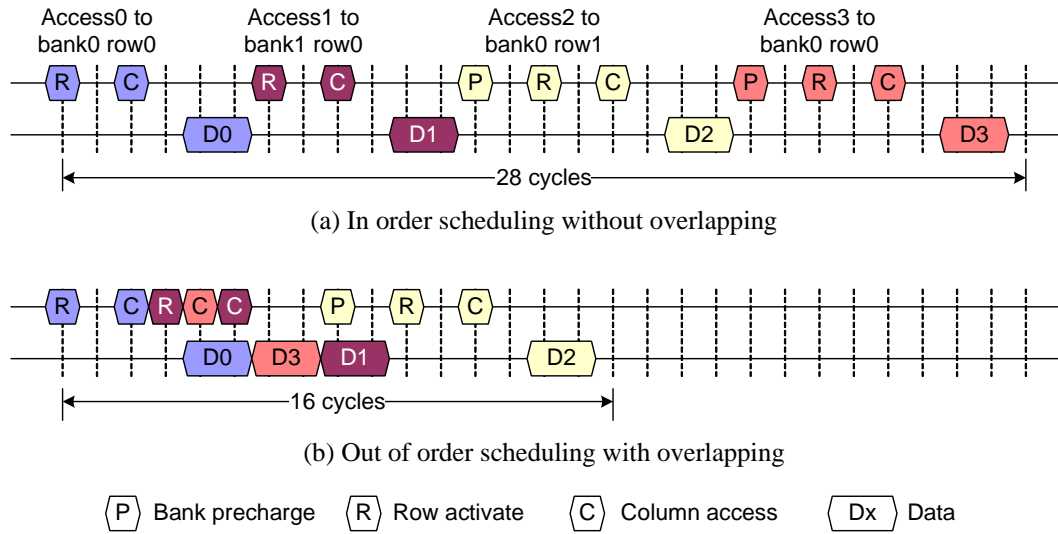 Access0 to Access1 to Access2 to Access3 to
bank0 row0 bank1 row0 bank0 row1 bank0 row0
R C R C P R C P R C
D0 D1 D2 D3
28 cycles
(a) In order scheduling without overlapping
R C R C C P R C
D0 D3 D1 D2
16 cycles
(b) Out of order scheduling with overlapping
P Bank precharge R Row activate C Column access Dx Data